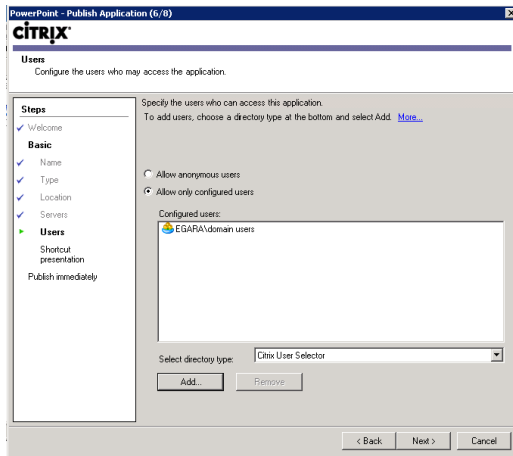 PowerPoint - Publish Application (6/8)
CİTRIX
Users
Configure the users who may access the application.
Steps
Welcome
Basic
Name
Type
Location
Servers
Users
Shortcut
presentation
Publish immediately
Specify the users who can access this application.
To add users, choose a directory type at the bottom and select Add. More...
Allow anonymous users
Allow only configured users
Configured users:
EGARA\domain users
Select directory type:
Citrix User Selector
Add...
Remove
< Back
Next >
Cancel